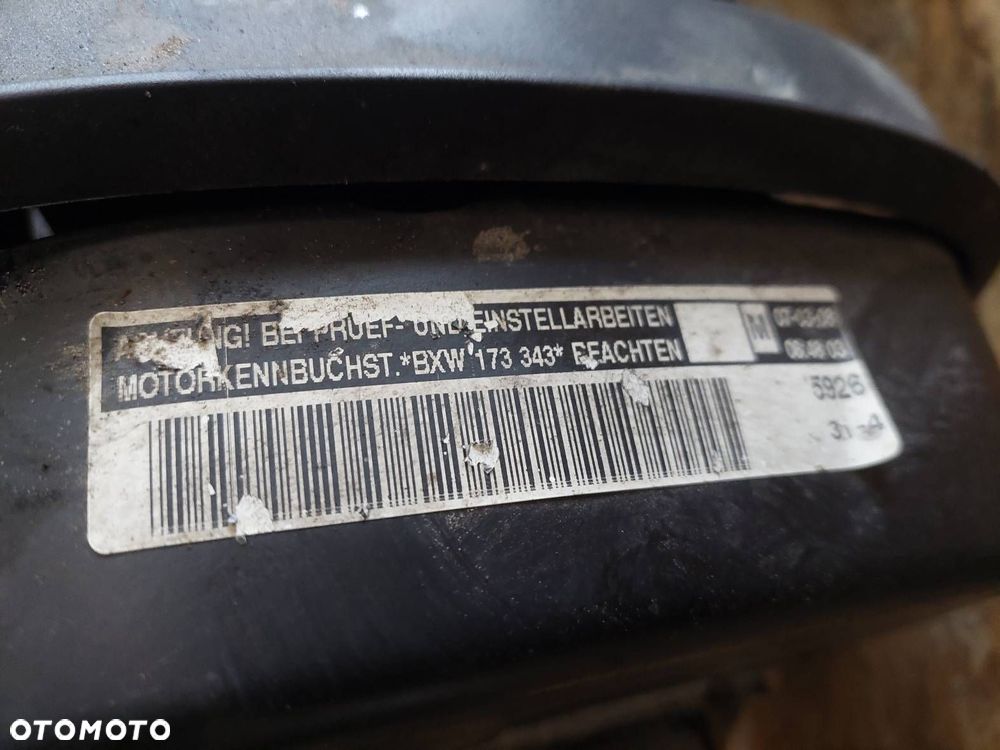 BEI PRUEF- UND EINSTELLARBEITEN
M
MOTORKENNBUCHST.*BXW 173 343* BEACHTEN
5926
OTOMOTO